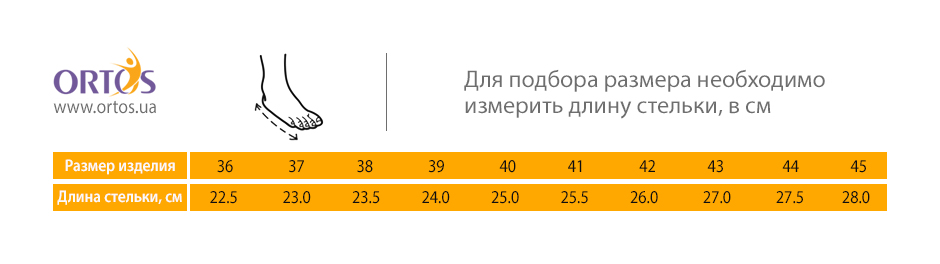 ORTOS
www.ortos.ua
Для подбора размера необходимо
измерить длину стельки, в см
Размер изделия 36 37 38 39 40 41 42 43 44 45
Длина стельки, см 22.5 23.0 23.5 24.0 25.0 25.5 26.0 27.0 27.5 28.0